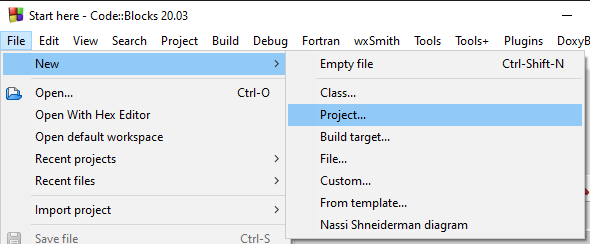 Start here - Code::Blocks 20.03
File Edit View Search Project Build Debug Fortran wxSmith Tools Tools+ Plugins DoxyB
New
Open... Ctrl-O
Open With Hex Editor
Open default workspace
Recent projects
Recent files
Import project
Save file Ctrl-S
Empty file Ctrl-Shift-N
Class...
Project...
Build target...
File...
Custom...
From template...
Nassi Shneiderman diagram